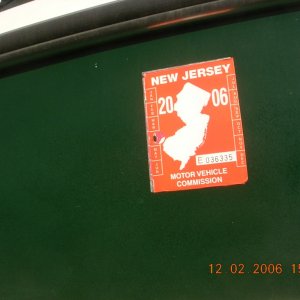 NEW JERSEY
20 06
E 036335
MOTOR VEHICLE
COMMISSION
12 02 2006